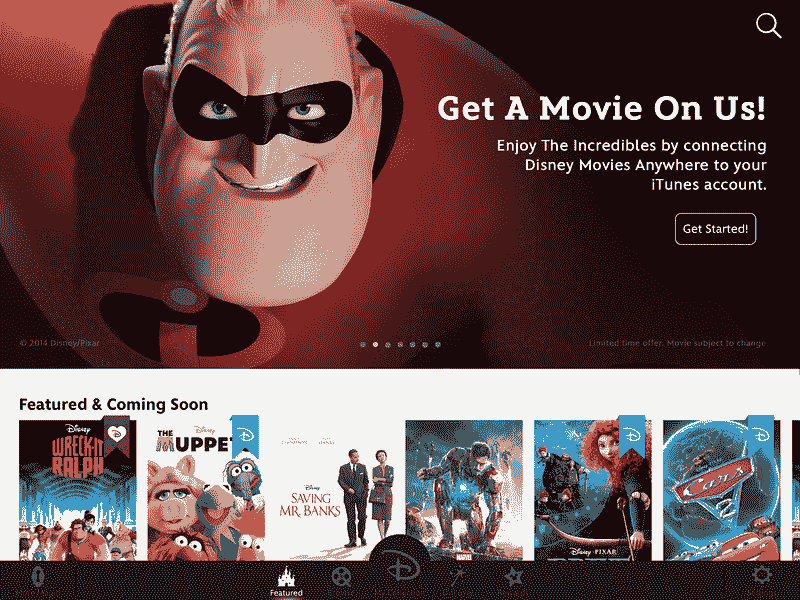 Get A Movie On Us!
Enjoy The Incredibles by connecting
Disney Movies Anywhere to your
iTunes account.
Get Started!
© 2014 Disney/Pixar
Limited time offer. Movie subject to change.
Featured & Coming Soon
Disney
WRECK-IT
RALPH
Disney
THE
MUPPETS
Disney
SAVING
MR. BANKS
MARVEL
Disney · PIXAR
Cars
2
Featured